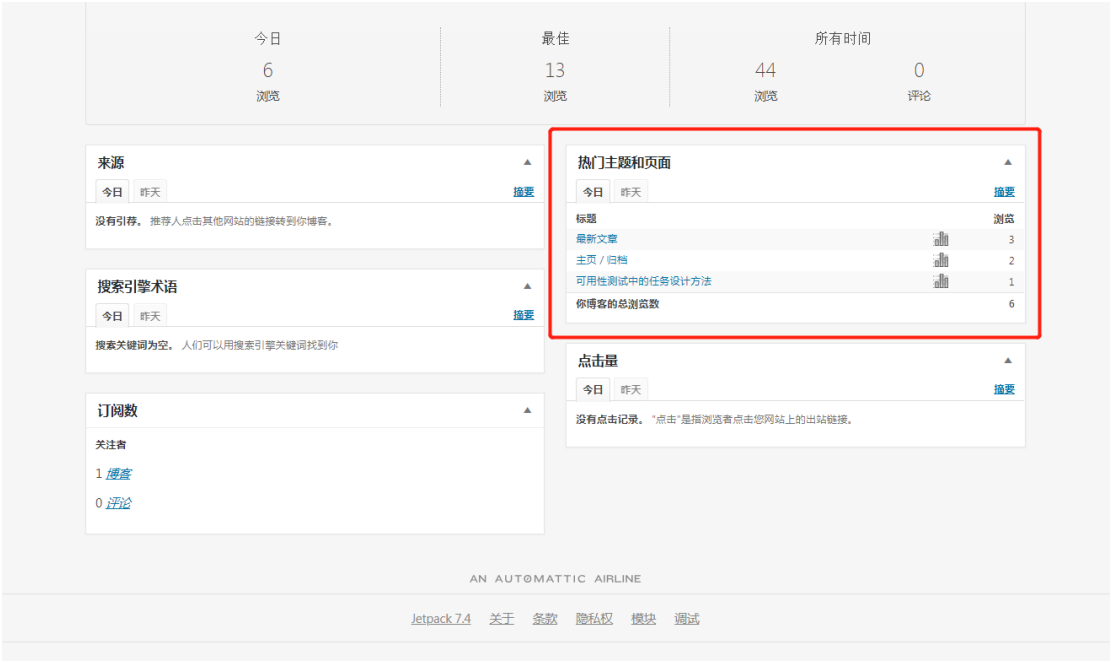 今日 最佳 所有时间
6 13 44 0
浏览 浏览 浏览 评论
来源
今日 昨天 摘要
没有引荐。 推荐人点击其他网站的链接转到你博客。
搜索引擎术语
今日 昨天 摘要
搜索关键词为空。 人们可以用搜索引擎关键词找到你
订阅数
关注者
1 博客
0 评论
热门主题和页面
今日 昨天 摘要
标题 浏览
最新文章 3
主页 / 归档 2
可用性测试中的任务设计方法 1
你博客的总浏览数 6
点击量
今日 昨天 摘要
没有点击记录。 "点击"是指浏览者点击您网站上的出站链接。
AN AUTOMATTIC AIRLINE
Jetpack 7.4 关于 条款 隐私权 模块 调试